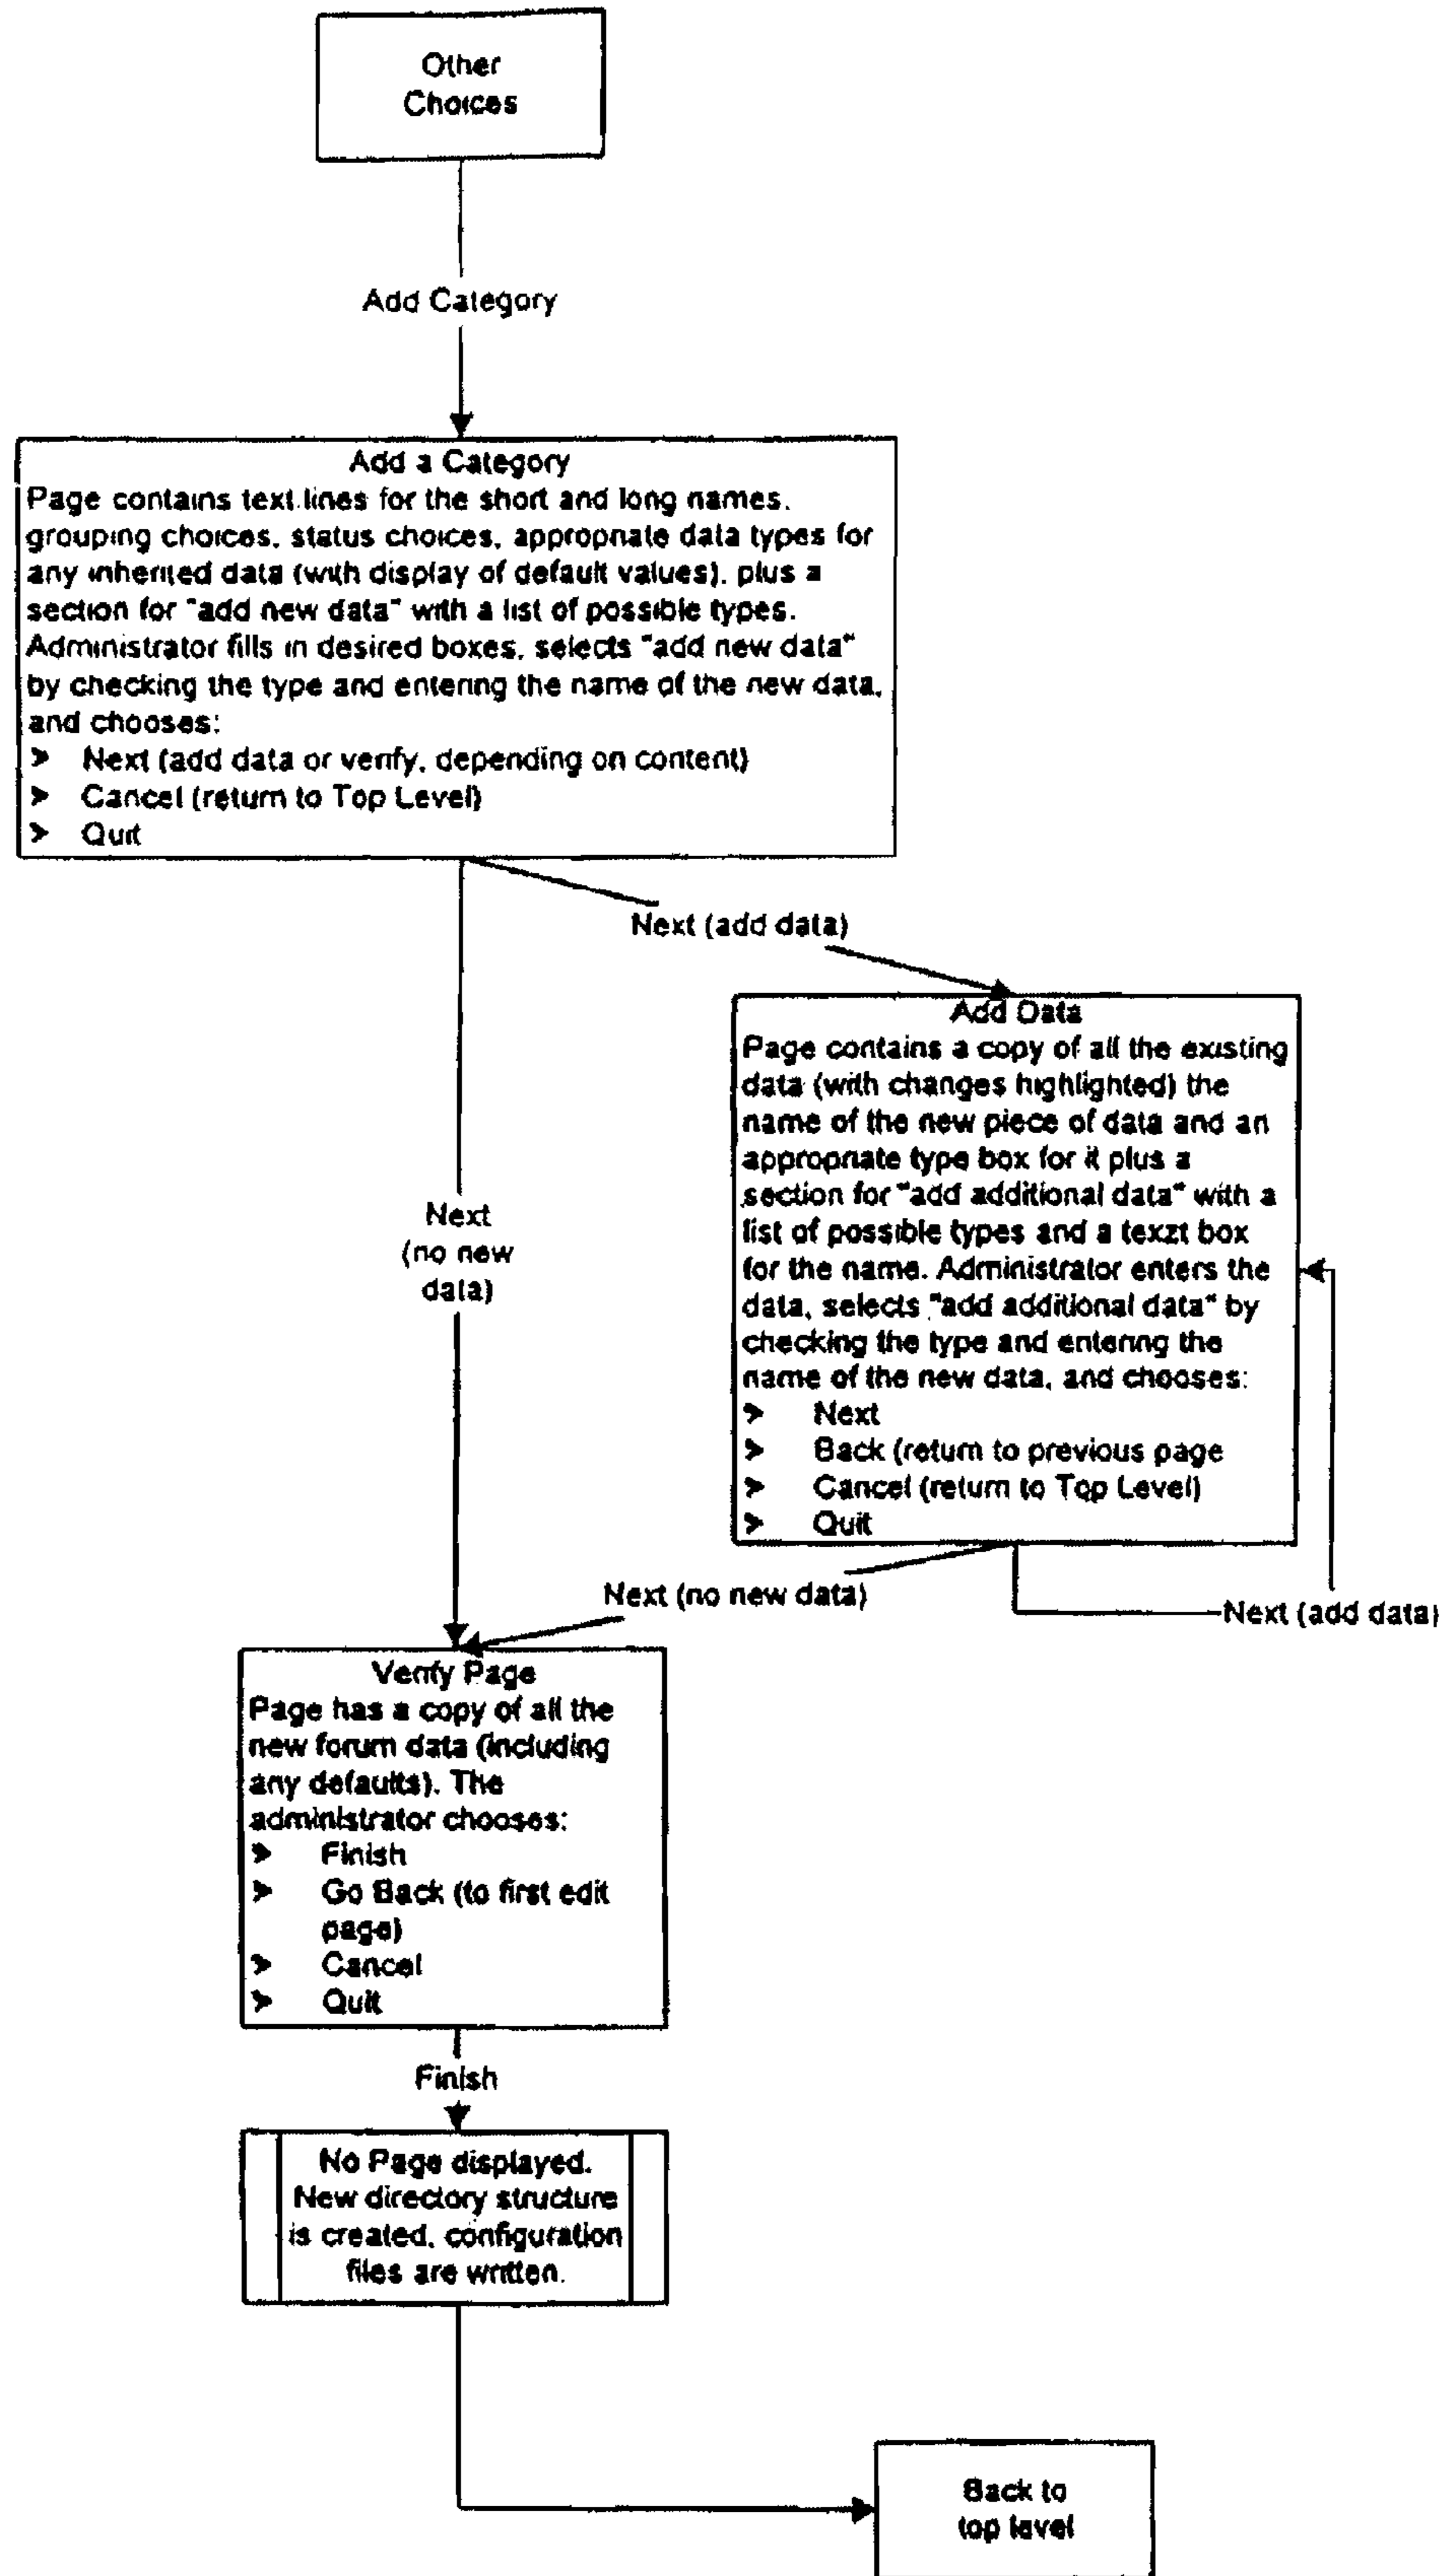 Other
Choices
Add Category
Add a Category
Page contains text lines for the short and long names,
grouping choices, status choices, appropriate data types for
any inherited data (with display of default values), plus a
section for "add new data" with a list of possible types.
Administrator fills in desired boxes, selects "add new data"
by checking the type and entering the name of the new data,
and chooses:
➤ Next (add data or verify, depending on content)
➤ Cancel (return to Top Level)
➤ Quit
Next (add data)
Add Data
Page contains a copy of all the existing
data (with changes highlighted) the
name of the new piece of data and an
appropriate type box for it plus a
section for "add additional data" with a
list of possible types and a texzt box
for the name. Administrator enters the
data, selects "add additional data" by
checking the type and entering the
name of the new data, and chooses:
➤ Next
➤ Back (return to previous page
➤ Cancel (return to Top Level)
➤ Quit
Next
(no new
data)
Next (no new data)
Next (add data)
Verify Page
Page has a copy of all the
new forum data (including
any defaults). The
administrator chooses:
➤ Finish
➤ Go Back (to first edit
page)
➤ Cancel
➤ Quit
Finish
No Page displayed.
New directory structure
is created, configuration
files are written.
Back to
top level